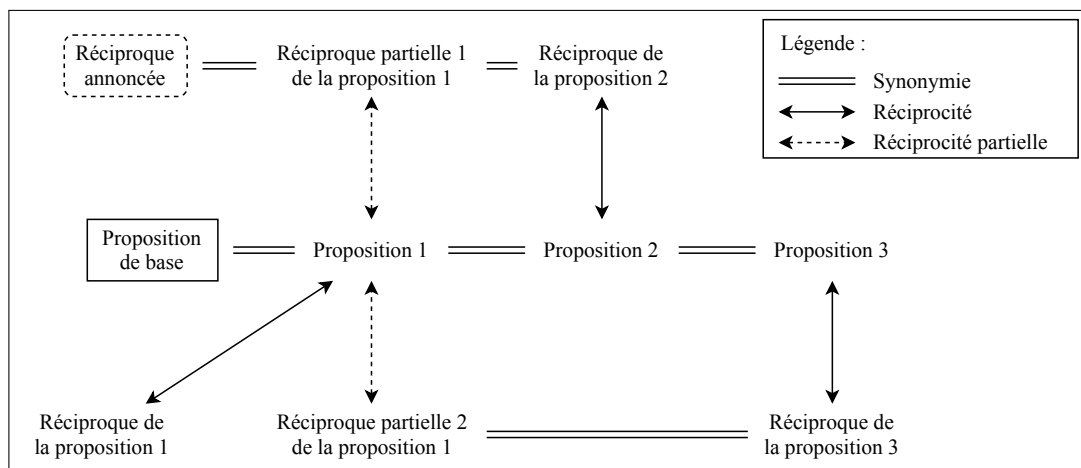 Réciproque
annoncée
Réciproque partielle 1
de la proposition 1
Réciproque de
la proposition 2
Légende :
Synonymie
Réciprocité
Réciprocité partielle
Proposition
de base
Proposition 1
Proposition 2
Proposition 3
Réciproque de
la proposition 1
Réciproque partielle 2
de la proposition 1
Réciproque de
la proposition 3